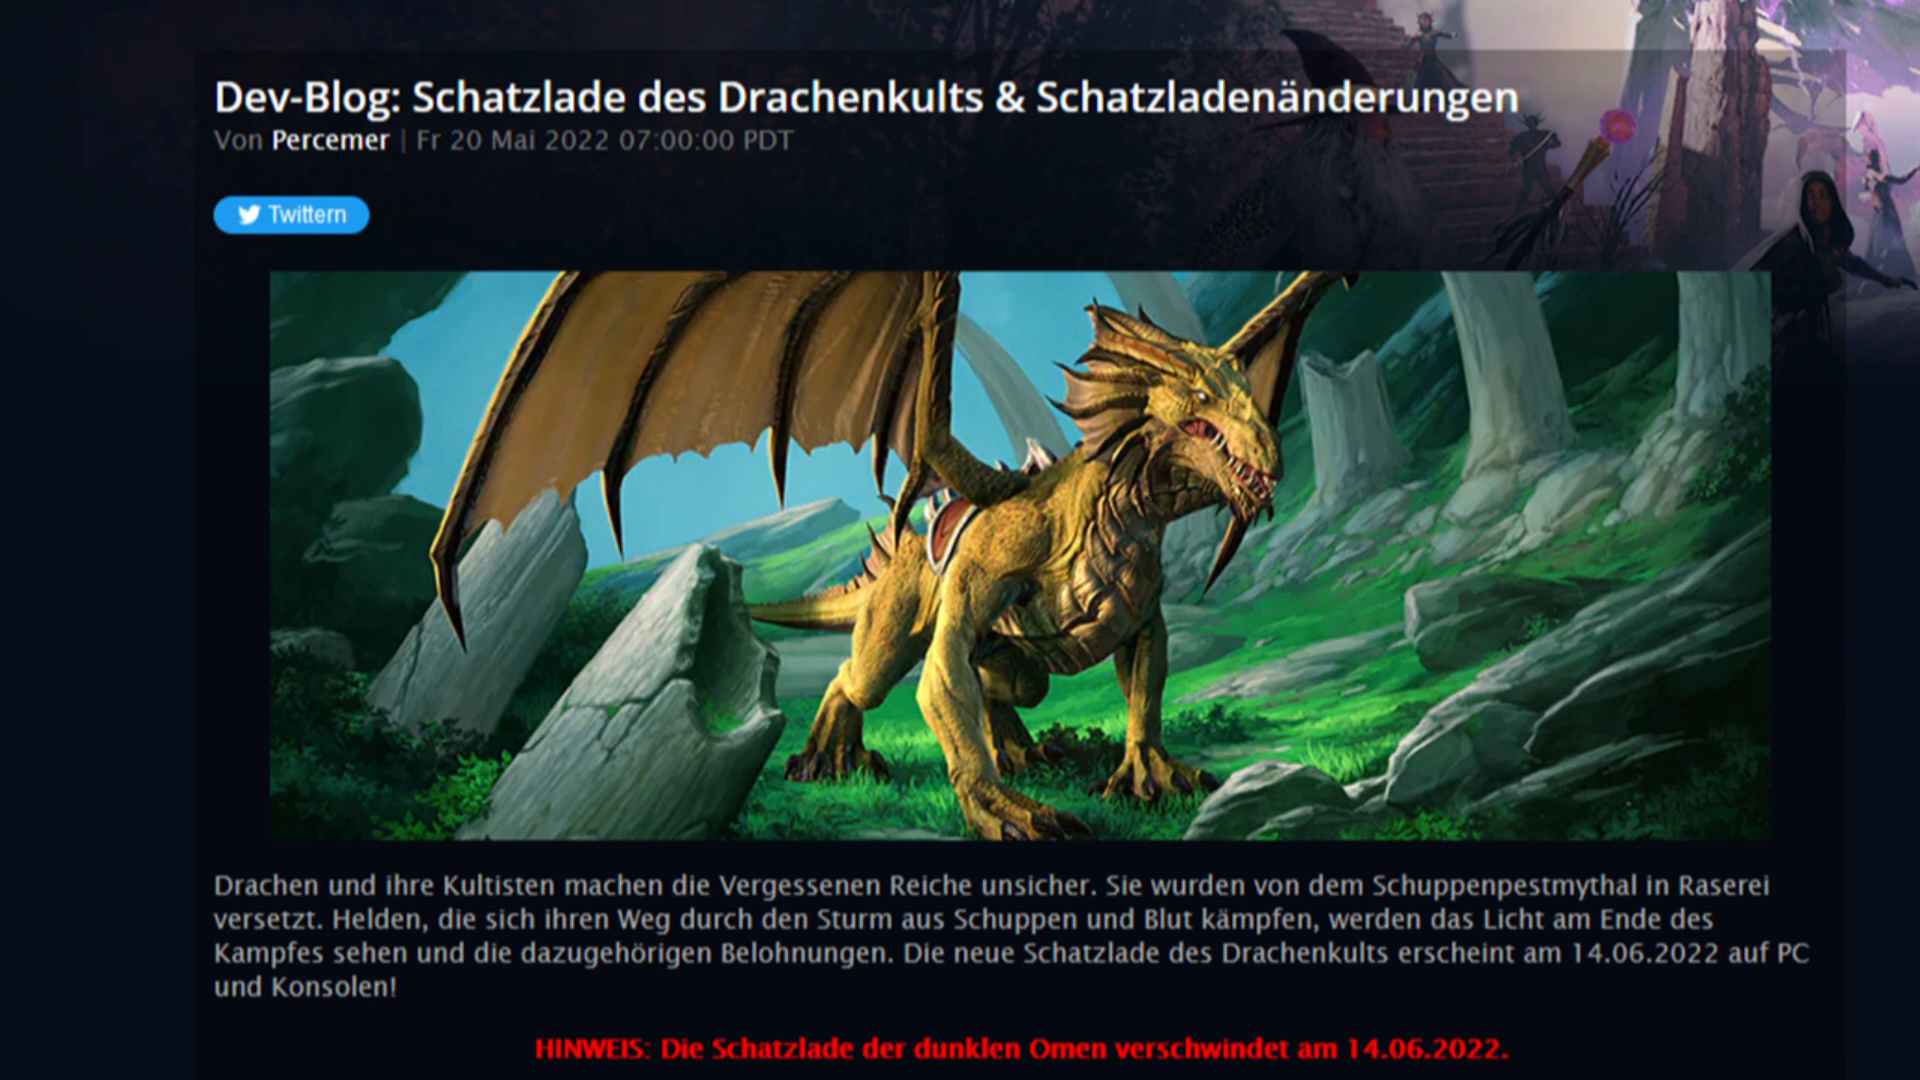 Dev-Blog: Schatzlade des Drachenkults & Schatzladenänderungen
Von Percemer | Fr 20 Mai 2022 07:00:00 PDT
Twittern
Drachen und ihre Kultisten machen die Vergessenen Reiche unsicher. Sie wurden von dem Schuppenpestmythal in Raserei
versetzt. Helden, die sich ihren Weg durch den Sturm aus Schuppen und Blut kämpfen, werden das Licht am Ende des
Kampfes sehen und die dazugehörigen Belohnungen. Die neue Schatzlade des Drachenkults erscheint am 14.06.2022 auf PC
und Konsolen!
HINWEIS: Die Schatzlade der dunklen Omen verschwindet am 14.06.2022.